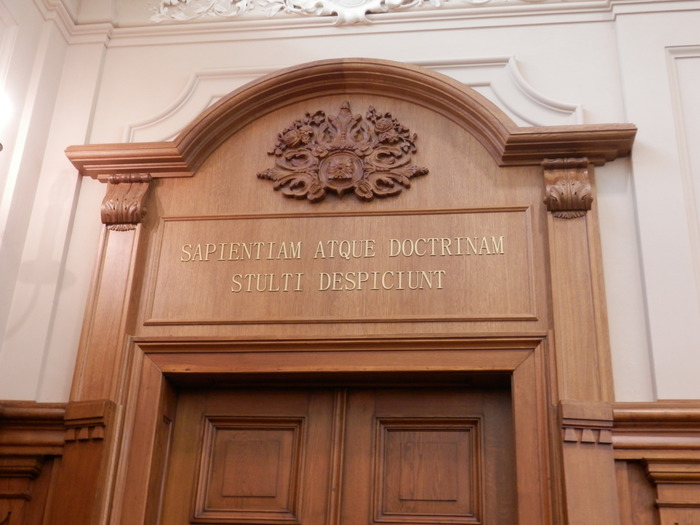 SAPIENTIAM ATQUE DOCTRINAM
STULTI DESPICIUNT